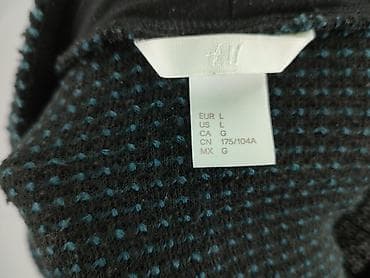 H&M
EUR L
US L
CA G
CN 175/104A
MX G